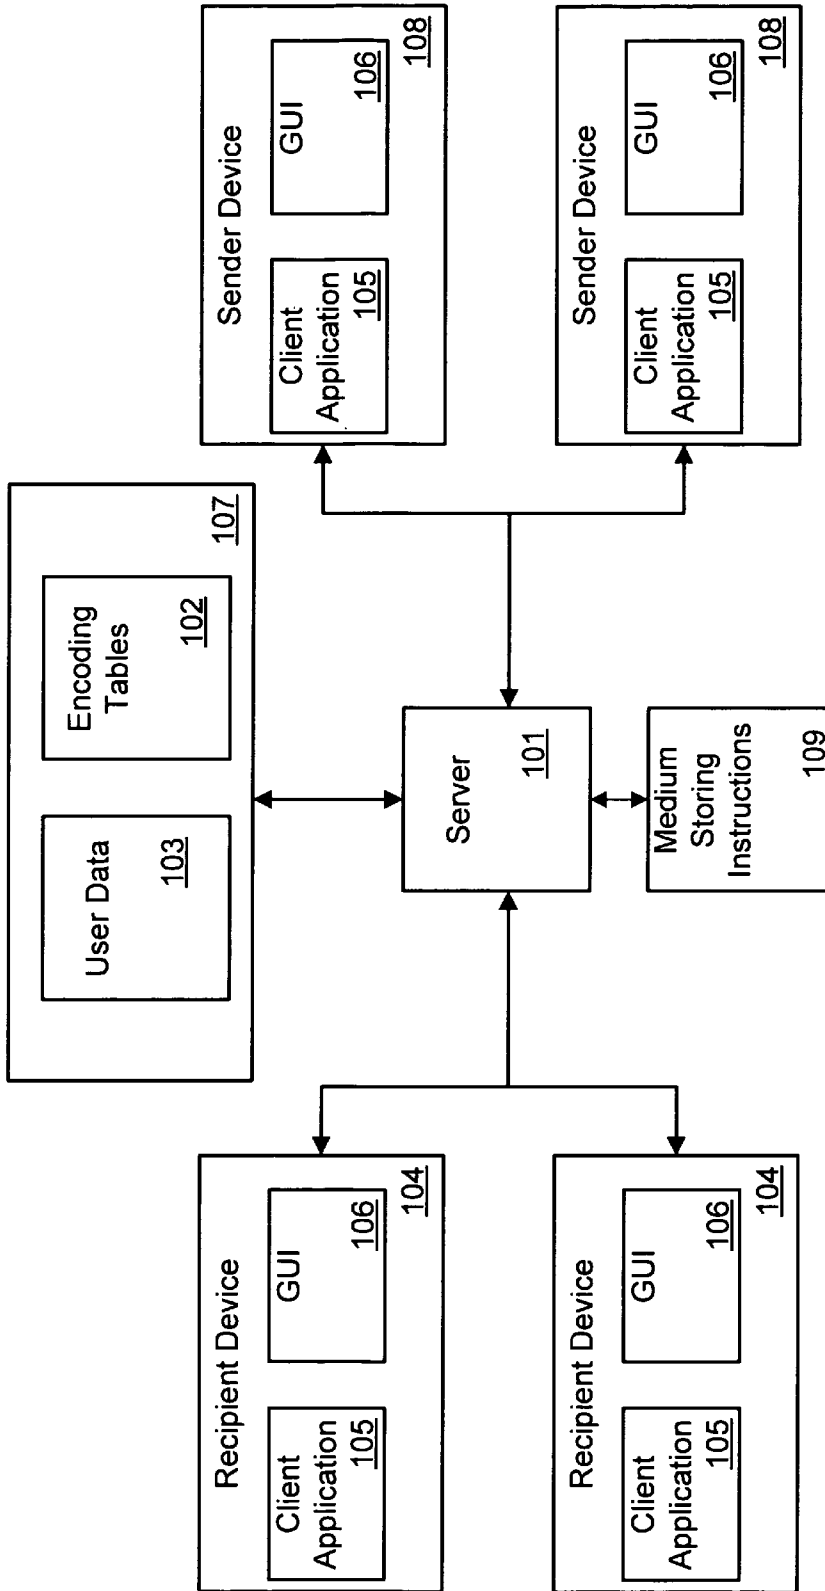 User Data
103
Encoding
Tables
102
107
Recipient Device
Client
Application
105
GUI
106
104
Recipient Device
Client
Application
105
GUI
106
104
Server
101
Medium
Storing
Instructions
109
Sender Device
Client
Application
105
GUI
106
108
Sender Device
Client
Application
105
GUI
106
108